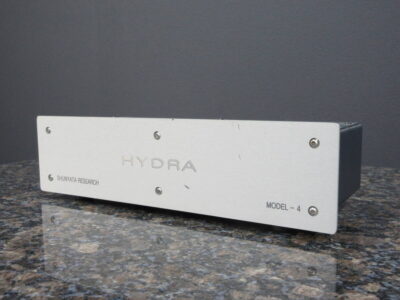 HYDRA
SHUNYATA RESEARCH
MODEL - 4